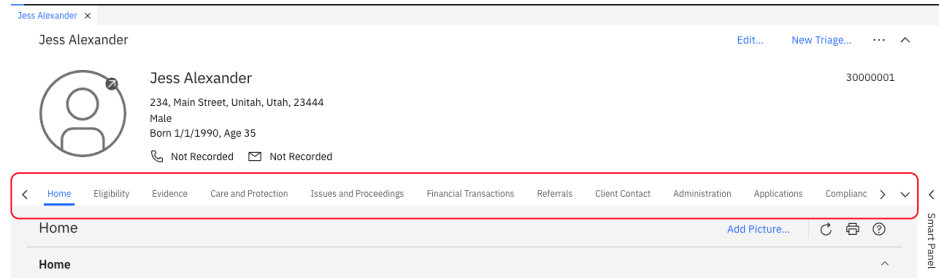 Jess Alexander
Jess Alexander Edit... New Triage...
Jess Alexander 30000001
234, Main Street, Unitah, Utah, 23444
Male
Born 1/1/1990, Age 35
Not Recorded Not Recorded
Home Eligibility Evidence Care and Protection Issues and Proceedings Financial Transactions Referrals Client Contact Administration Applications Complianc
Smart Panel
Home Add Picture...
Home